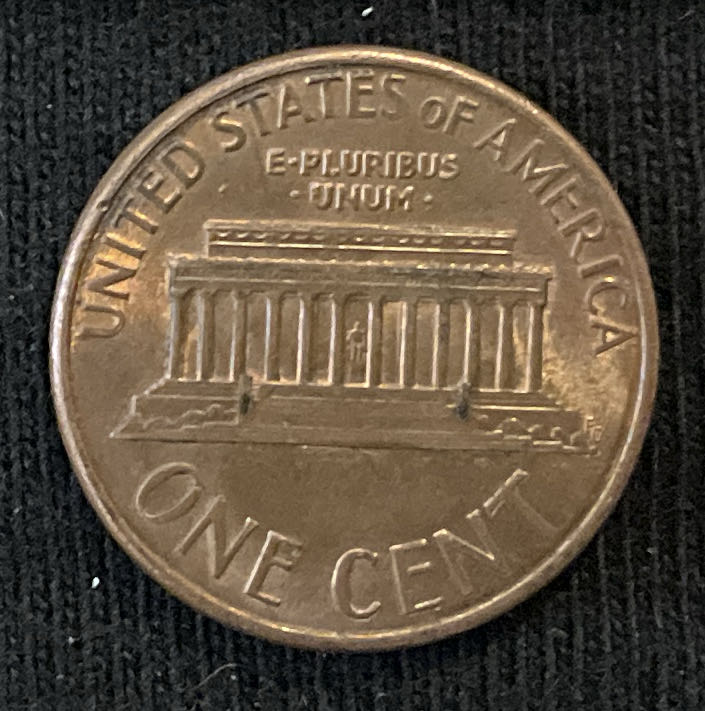 UNITED STATES oF AMERICA
E·PLURIBUS
·UNUM·
ONE CENT